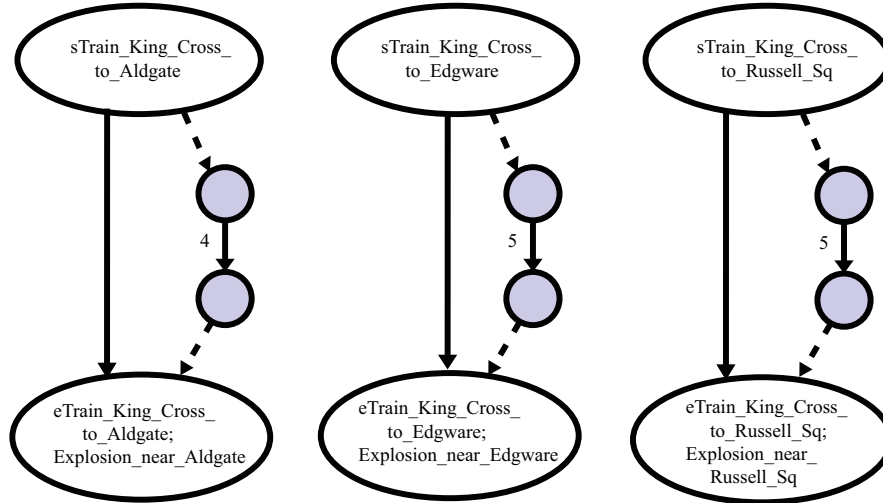 sTrain_King_Cross_
to_Aldgate
sTrain_King_Cross_
to_Edgware
sTrain_King_Cross_
to_Russell_Sq
4
5
5
eTrain_King_Cross_
to_Aldgate;
Explosion_near_Aldgate
eTrain_King_Cross_
to_Edgware;
Explosion_near_Edgware
eTrain_King_Cross_
to_Russell_Sq;
Explosion_near_
Russell_Sq